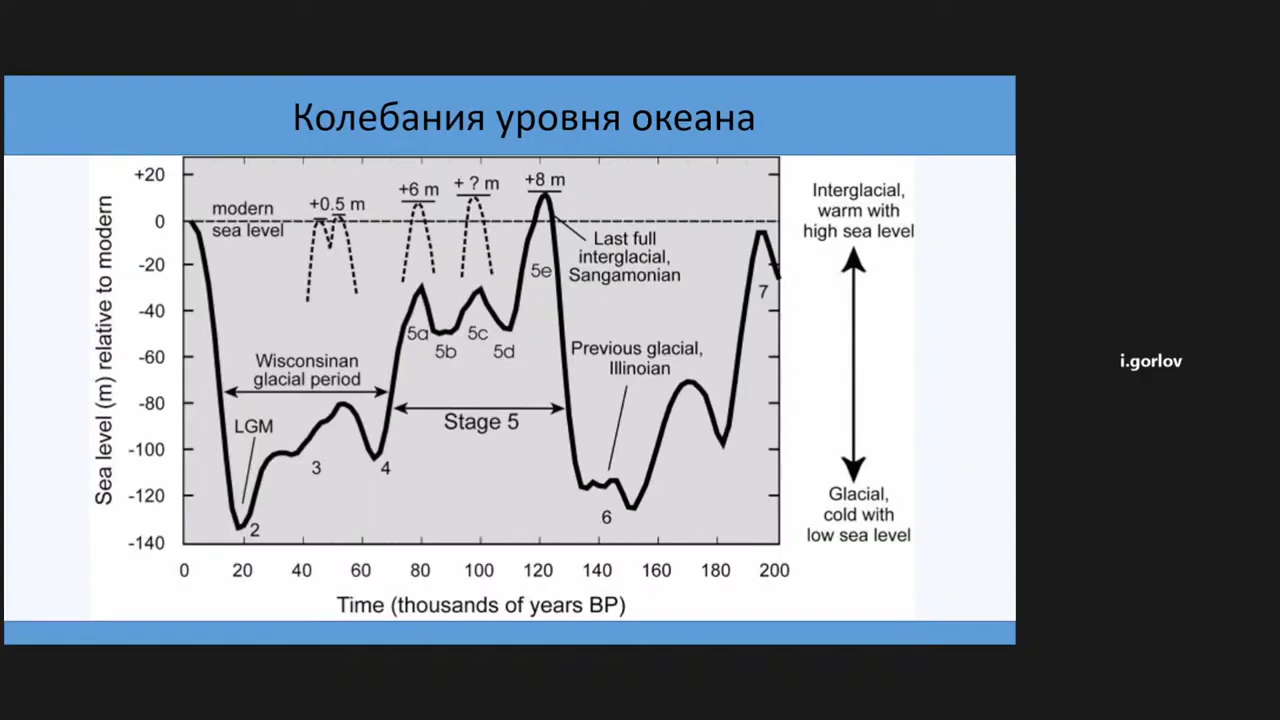 Колебания уровня океана
Sea level (m) relative to modern
+20
0
-20
-40
-60
-80
-100
-120
-140
modern
sea level
+0.5 m
+6 m
+ ? m
+8 m
Last full
interglacial,
Sangamonian
5e
5a
5b
5c
5d
7
Wisconsinan
glacial period
Previous glacial,
Illinoian
LGM
Stage 5
3
4
2
6
0
20
40
60
80
100
120
140
160
180
200
Time (thousands of years BP)
Interglacial,
warm with
high sea level
Glacial,
cold with
low sea level
i.gorlov